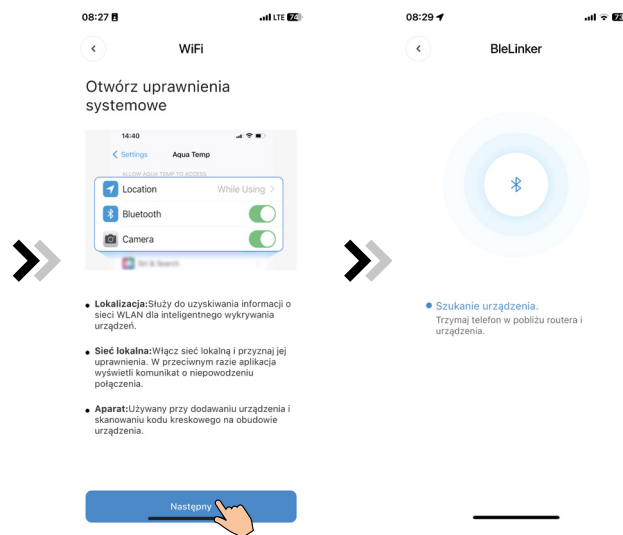 08:27
LTE 74
WiFi
Otwórz uprawnienia
systemowe
14:40
Settings
Aqua Temp
ALLOW AQUA TEMP TO ACCESS
Location
While Using
Bluetooth
Camera
Siri & Search
Lokalizacja:Służy do uzyskiwania informacji o
sieci WLAN dla inteligentnego wykrywania
urządzeń.
Sieć lokalna:Włącz sieć lokalną i przyznaj jej
uprawnienia. W przeciwnym razie aplikacja
wyświetli komunikat o niepowodzeniu
połączenia.
Aparat:Używany przy dodawaniu urządzenia i
skanowaniu kodu kreskowego na obudowie
urządzenia.
Następny
08:29
73
BleLinker
Szukanie urządzenia.
Trzymaj telefon w pobliżu routera i
urządzenia.